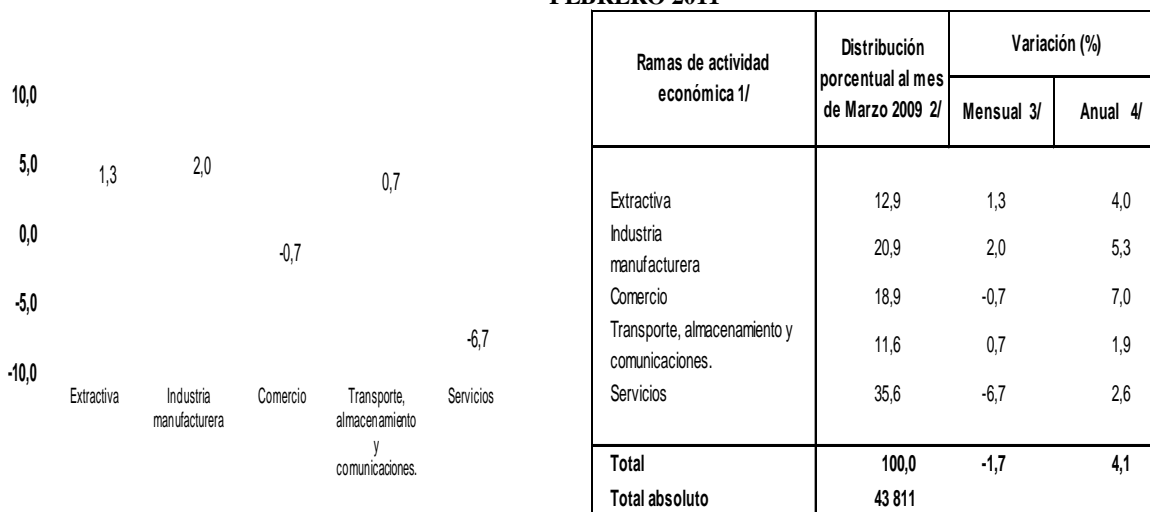 FEBRERO 2011
10,0
5,0
0,0
-5,0
-10,0
1,3
2,0
-0,7
0,7
-6,7
Extractiva
Industria
manufacturera
Comercio
Transporte,
almacenamiento
y
comunicaciones.
Servicios
Ramas de actividad
económica 1/
Distribución
porcentual al mes
de Marzo 2009 2/
Variación (%)
Mensual 3/ Anual 4/
Extractiva 12,9 1,3 4,0
Industria
manufacturera 20,9 2,0 5,3
Comercio 18,9 -0,7 7,0
Transporte, almacenamiento y
comunicaciones. 11,6 0,7 1,9
Servicios 35,6 -6,7 2,6
Total 100,0 -1,7 4,1
Total absoluto 43 811